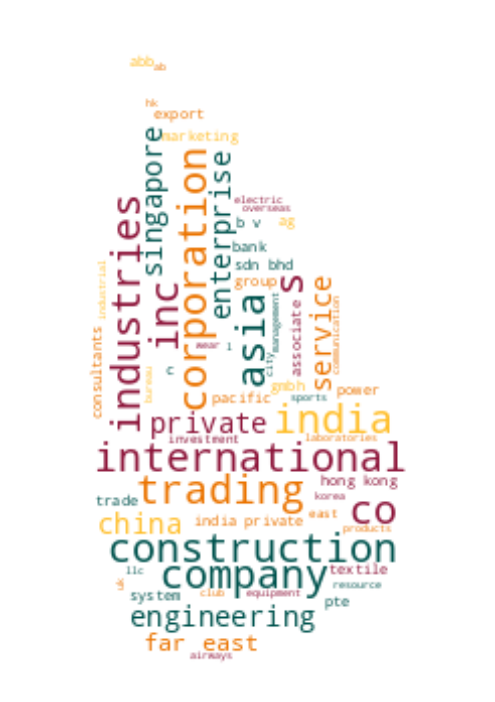 abb
ab
hk
export
marketing
singapore
corporation
enterprise
industries
electric
overseas
b v
ag
bank
sdn bhd
group
s
inc
asia
management
city
associate
service
communication
industrial
consultants
bureau
wear
l
c
gmbh
power
pacific
sports
private
india
investment
laboratories
international
hong kong
trading
korea
trade
co
china
india private
east
products
construction
llc
company
textile
uk
resource
system
club
equipment
pte
engineering
far east
airways